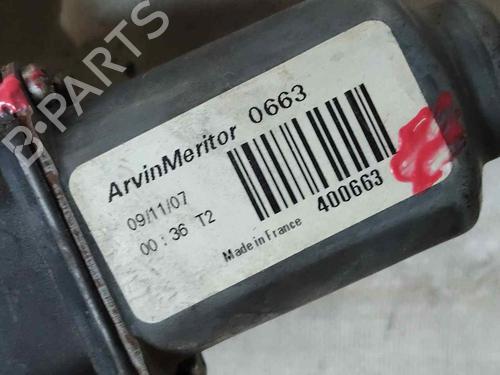 B-PARTS
ArvinMeritor 0663
09/11/07
00 : 36 T2
400663
Made in France